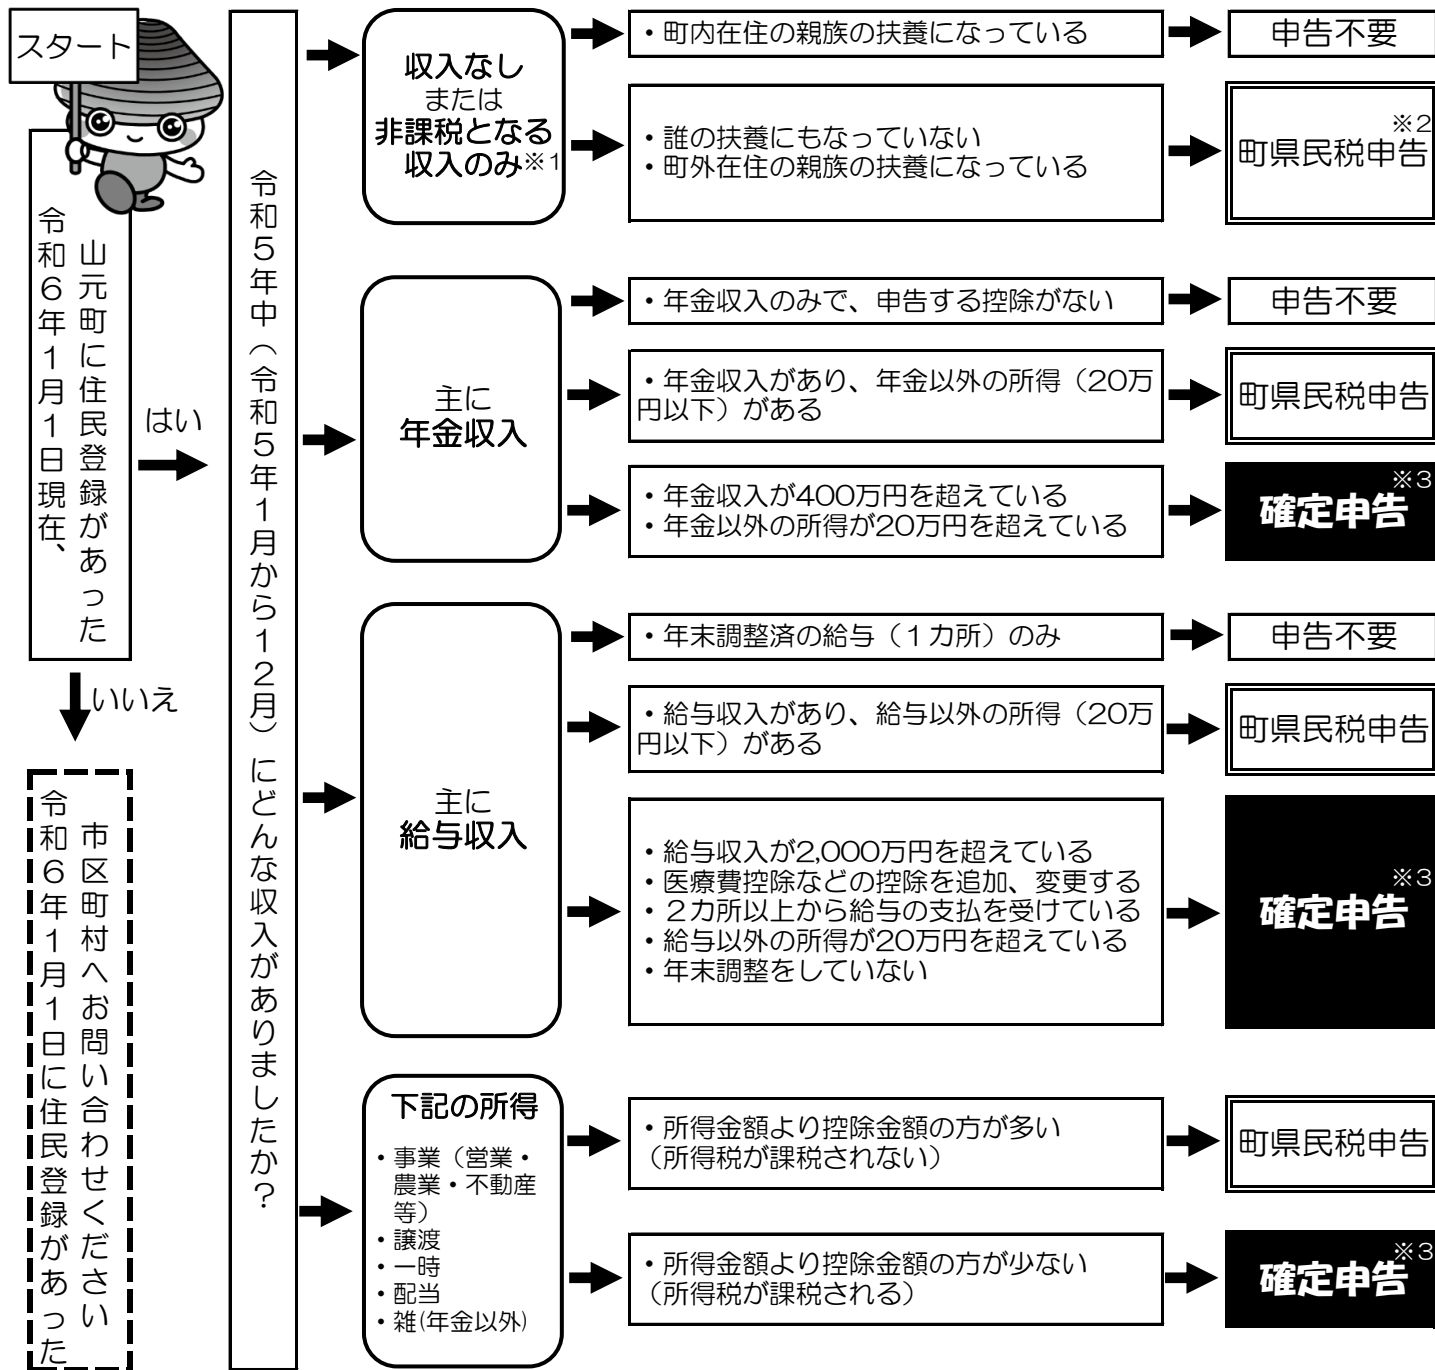 スタート
令和6年1月1日現在、
山元町に住民登録があった
はい
いいえ
令和6年1月1日に住民登録があった
市区町村へお問い合わせください
令和5年中（令和5年1月から12月）にどんな収入がありましたか？
収入なし
または
非課税となる
収入のみ※1
・町内在住の親族の扶養になっている
申告不要
・誰の扶養にもなっていない
・町外在住の親族の扶養になっている
※2
町県民税申告
主に
年金収入
・年金収入のみで、申告する控除がない
申告不要
・年金収入があり、年金以外の所得（20万
円以下）がある
町県民税申告
・年金収入が400万円を超えている
・年金以外の所得が20万円を超えている
※3
確定申告
主に
給与収入
・年末調整済の給与（１カ所）のみ
申告不要
・給与収入があり、給与以外の所得（20万
円以下）がある
町県民税申告
・給与収入が2,000万円を超えている
・医療費控除などの控除を追加、変更する
・２カ所以上から給与の支払を受けている
・給与以外の所得が20万円を超えている
・年末調整をしていない
※3
確定申告
下記の所得
・事業（営業・
農業・不動産
等）
・譲渡
・一時
・配当
・雑(年金以外)
・所得金額より控除金額の方が多い
（所得税が課税されない）
町県民税申告
・所得金額より控除金額の方が少ない
（所得税が課税される）
※3
確定申告